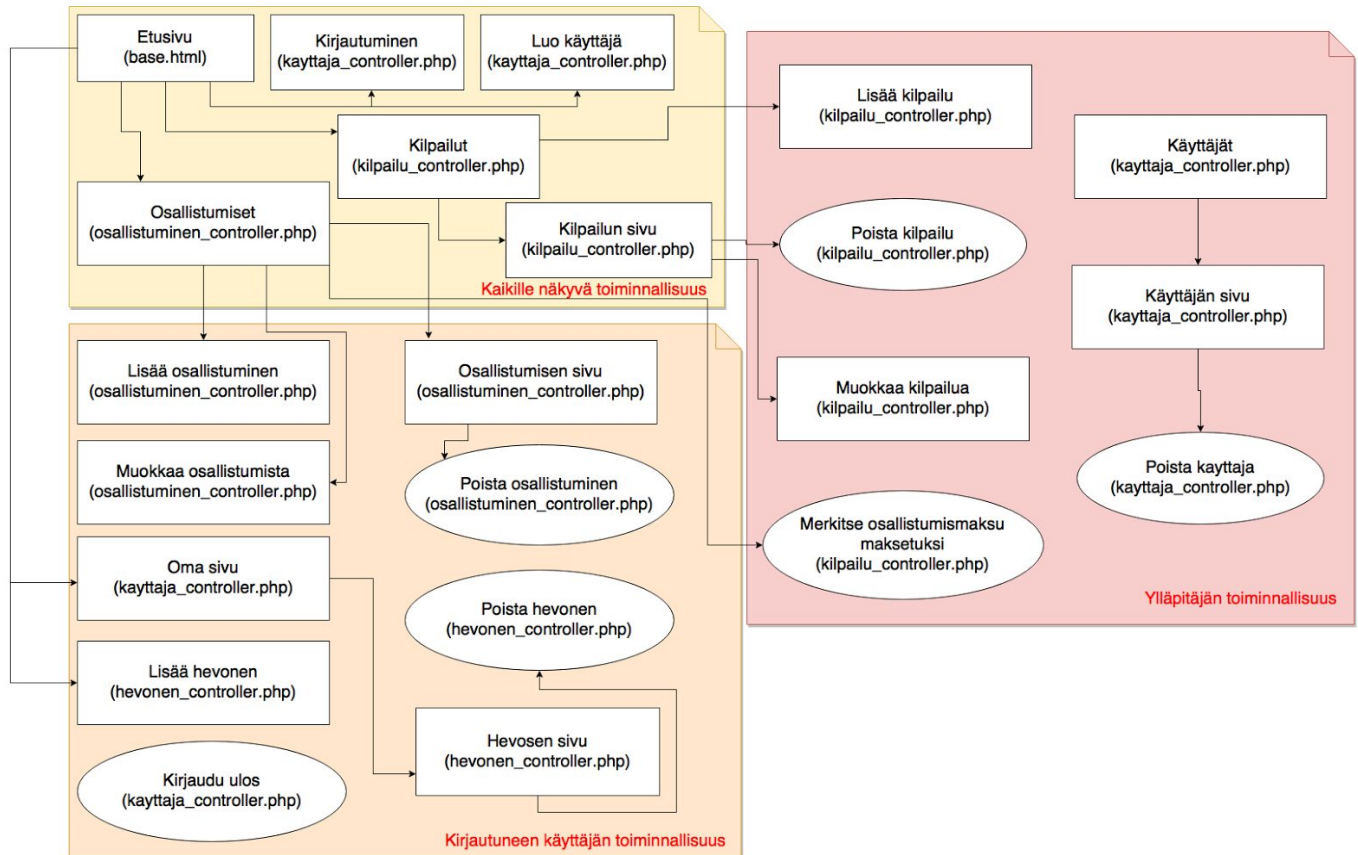 Etusivu
(base.html)
Kirjautuminen
(kayttaja_controller.php)
Luo käyttäjä
(kayttaja_controller.php)
Kilpailut
(kilpailu_controller.php)
Osallistumiset
(osallistuminen_controller.php)
Kilpailun sivu
(kilpailu_controller.php)
Kaikille näkyvä toiminnallisuus
Lisää kilpailu
(kilpailu_controller.php)
Käyttäjät
(kayttaja_controller.php)
Poista kilpailu
(kilpailu_controller.php)
Käyttäjän sivu
(kayttaja_controller.php)
Muokkaa kilpailua
(kilpailu_controller.php)
Poista kayttaja
(kayttaja_controller.php)
Merkitse osallistumismaksu
maksetuksi
(kilpailu_controller.php)
Ylläpitäjän toiminnallisuus
Lisää osallistuminen
(osallistuminen_controller.php)
Osallistumisen sivu
(osallistuminen_controller.php)
Muokkaa osallistumista
(osallistuminen_controller.php)
Poista osallistuminen
(osallistuminen_controller.php)
Oma sivu
(kayttaja_controller.php)
Poista hevonen
(hevonen_controller.php)
Lisää hevonen
(hevonen_controller.php)
Hevosen sivu
(hevonen_controller.php)
Kirjaudu ulos
(kayttaja_controller.php)
Kirjautuneen käyttäjän toiminnallisuus